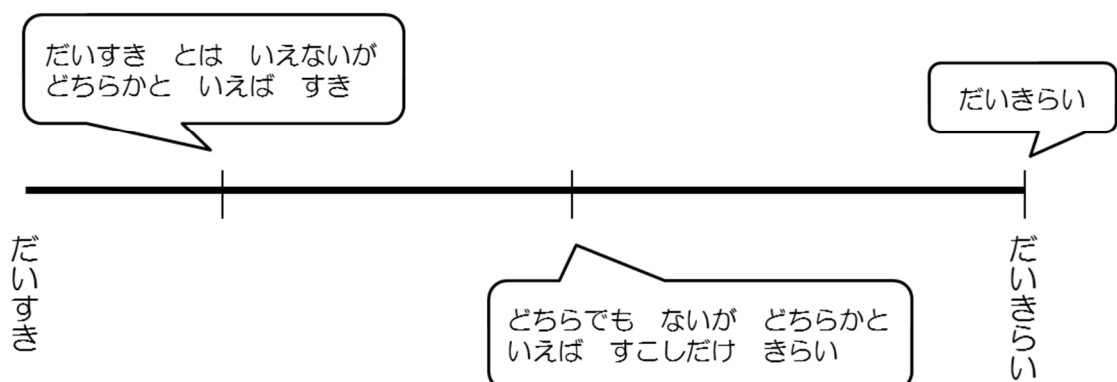 だいすき　とは　いえないが
どちらかと　いえば　すき
だいきらい
だいすき
だいきらい
どちらでも　ないが　どちらかと
いえば　すこしだけ　きらい